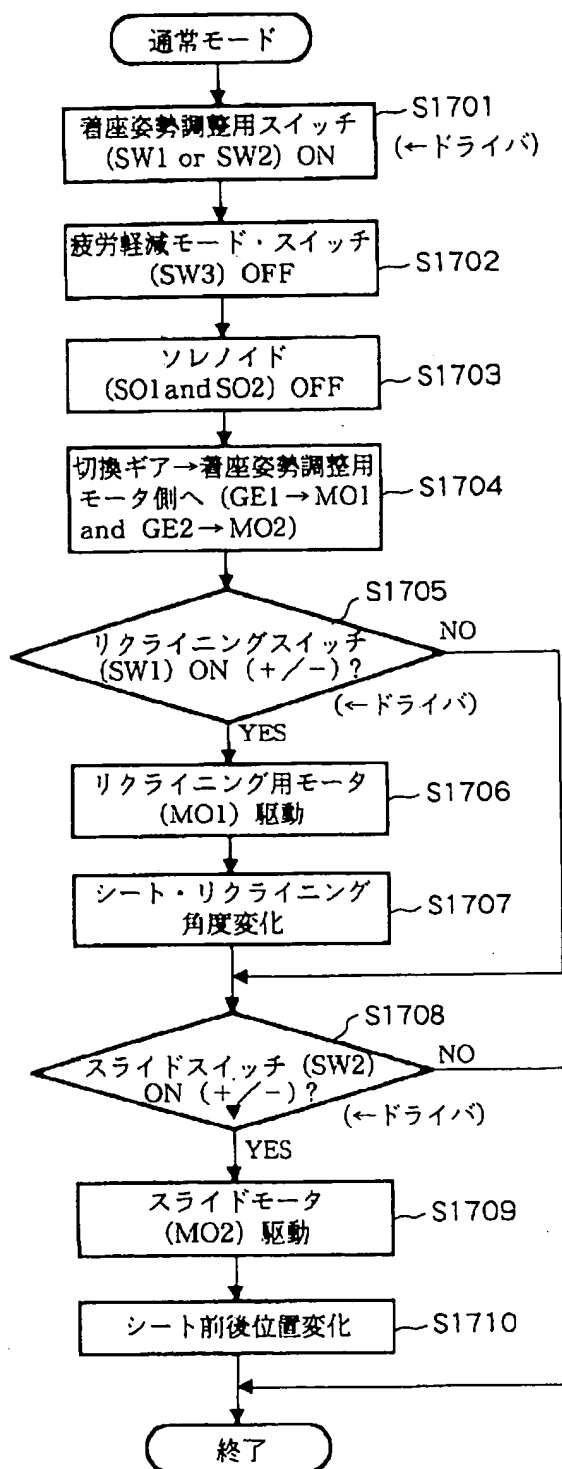 通常モード
着座姿勢調整用スイッチ
(SW1 or SW2) ON
S1701
(←ドライバ)
疲労軽減モード・スイッチ
(SW3) OFF
S1702
ソレノイド
(SO1 and SO2) OFF
S1703
切換ギア→着座姿勢調整用
モータ側へ (GE1→MO1
and GE2→MO2)
S1704
S1705
リクライニングスイッチ
(SW1) ON (+/−)?
NO
(←ドライバ)
YES
リクライニング用モータ
(MO1) 駆動
S1706
シート・リクライニング
角度変化
S1707
S1708
スライドスイッチ (SW2)
ON (+/−)?
NO
(←ドライバ)
YES
スライドモータ
(MO2) 駆動
S1709
シート前後位置変化
S1710
終了